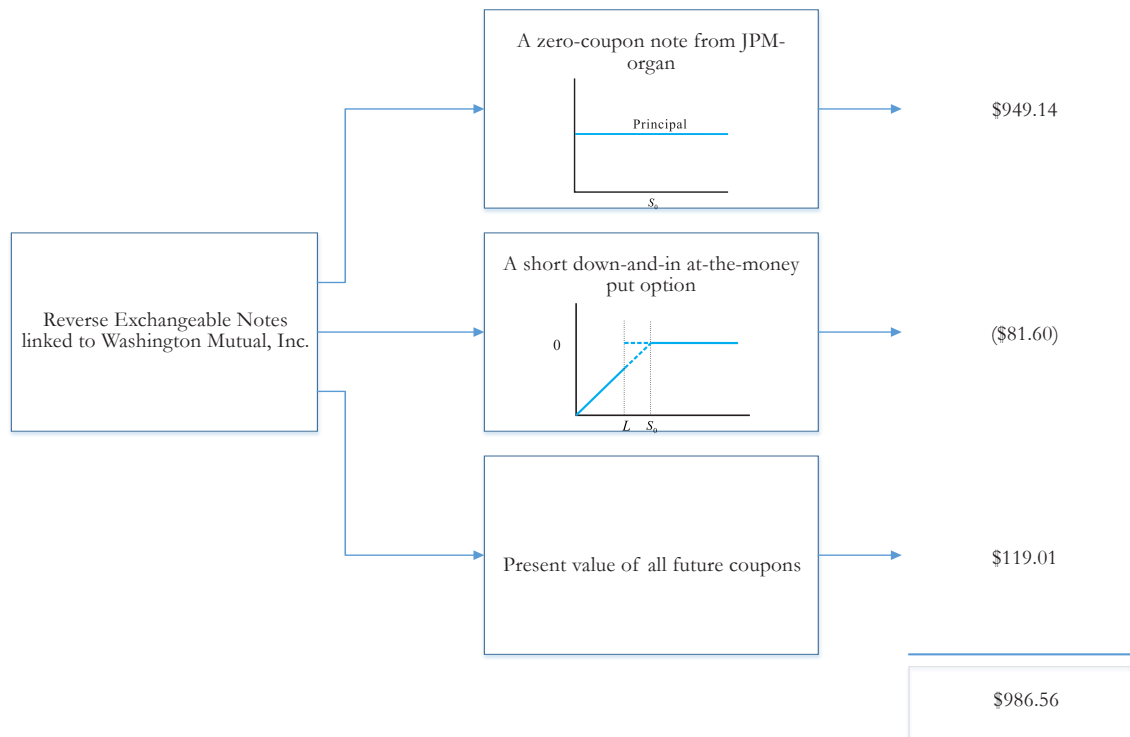 A zero-coupon note from JPM-
organ
Principal
S₀
$949.14
Reverse Exchangeable Notes
linked to Washington Mutual, Inc.
A short down-and-in at-the-money
put option
0
L S₀
($81.60)
Present value of all future coupons
$119.01
$986.56